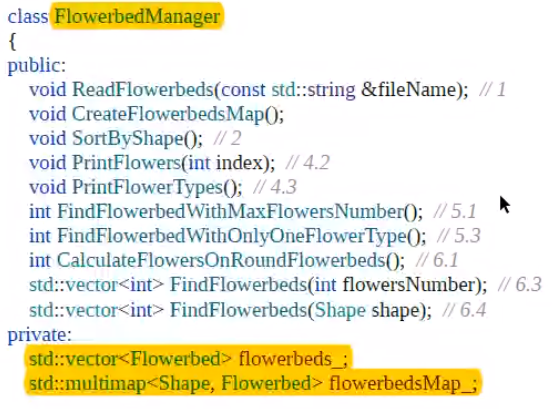 class FlowerbedManager
{
public:
void ReadFlowerbeds(const std::string &fileName); // 1
void CreateFlowerbedsMap();
void SortByShape(); // 2
void PrintFlowers(int index); // 4.2
void PrintFlowerTypes(); // 4.3
int FindFlowerbedWithMaxFlowersNumber(); // 5.1
int FindFlowerbedWithOnlyOneFlowerType(); // 5.3
int CalculateFlowersOnRoundFlowerbeds(); // 6.1
std::vector<int> FindFlowerbeds(int flowersNumber); // 6.3
std::vector<int> FindFlowerbeds(Shape shape); // 6.4
private:
std::vector<Flowerbed> flowerbeds_;
std::multimap<Shape, Flowerbed> flowerbedsMap_;